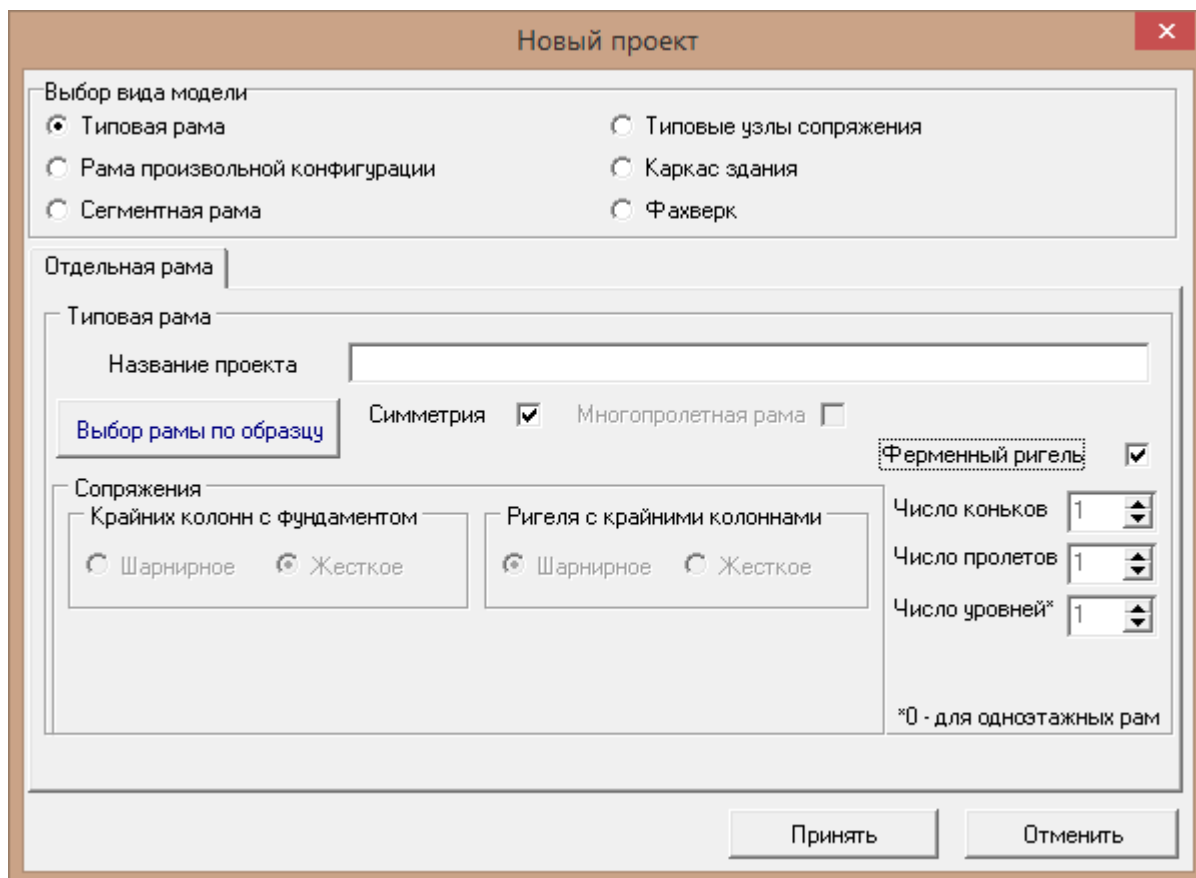 Новый проект
Выбор вида модели
Типовая рама
Типовые узлы сопряжения
Рама произвольной конфигурации
Каркас здания
Сегментная рама
Фахверк
Отдельная рама
Типовая рама
Название проекта
Выбор рамы по образцу
Симметрия
Многопролетная рама
Ферменный ригель
Сопряжения
Крайних колонн с фундаментом
Шарнирное
Жесткое
Ригеля с крайними колоннами
Шарнирное
Жесткое
Число коньков 1
Число пролетов 1
Число уровней* 1
*0 - для одноэтажных рам
Принять
Отменить